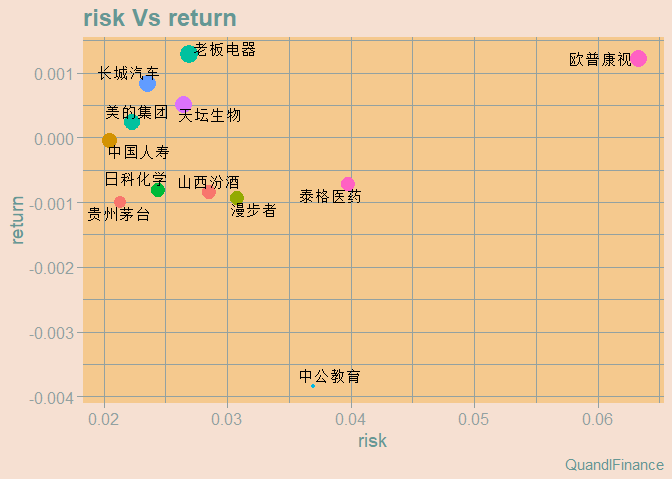 risk Vs return
老板电器
欧普康视
长城汽车
0.001
美的集团
天坛生物
0.000
中国人寿
日科化学
山西汾酒
泰格医药
-0.001
贵州茅台
漫步者
return
-0.002
-0.003
中公教育
-0.004
0.02
0.03
0.04
0.05
0.06
risk
QuandlFinance